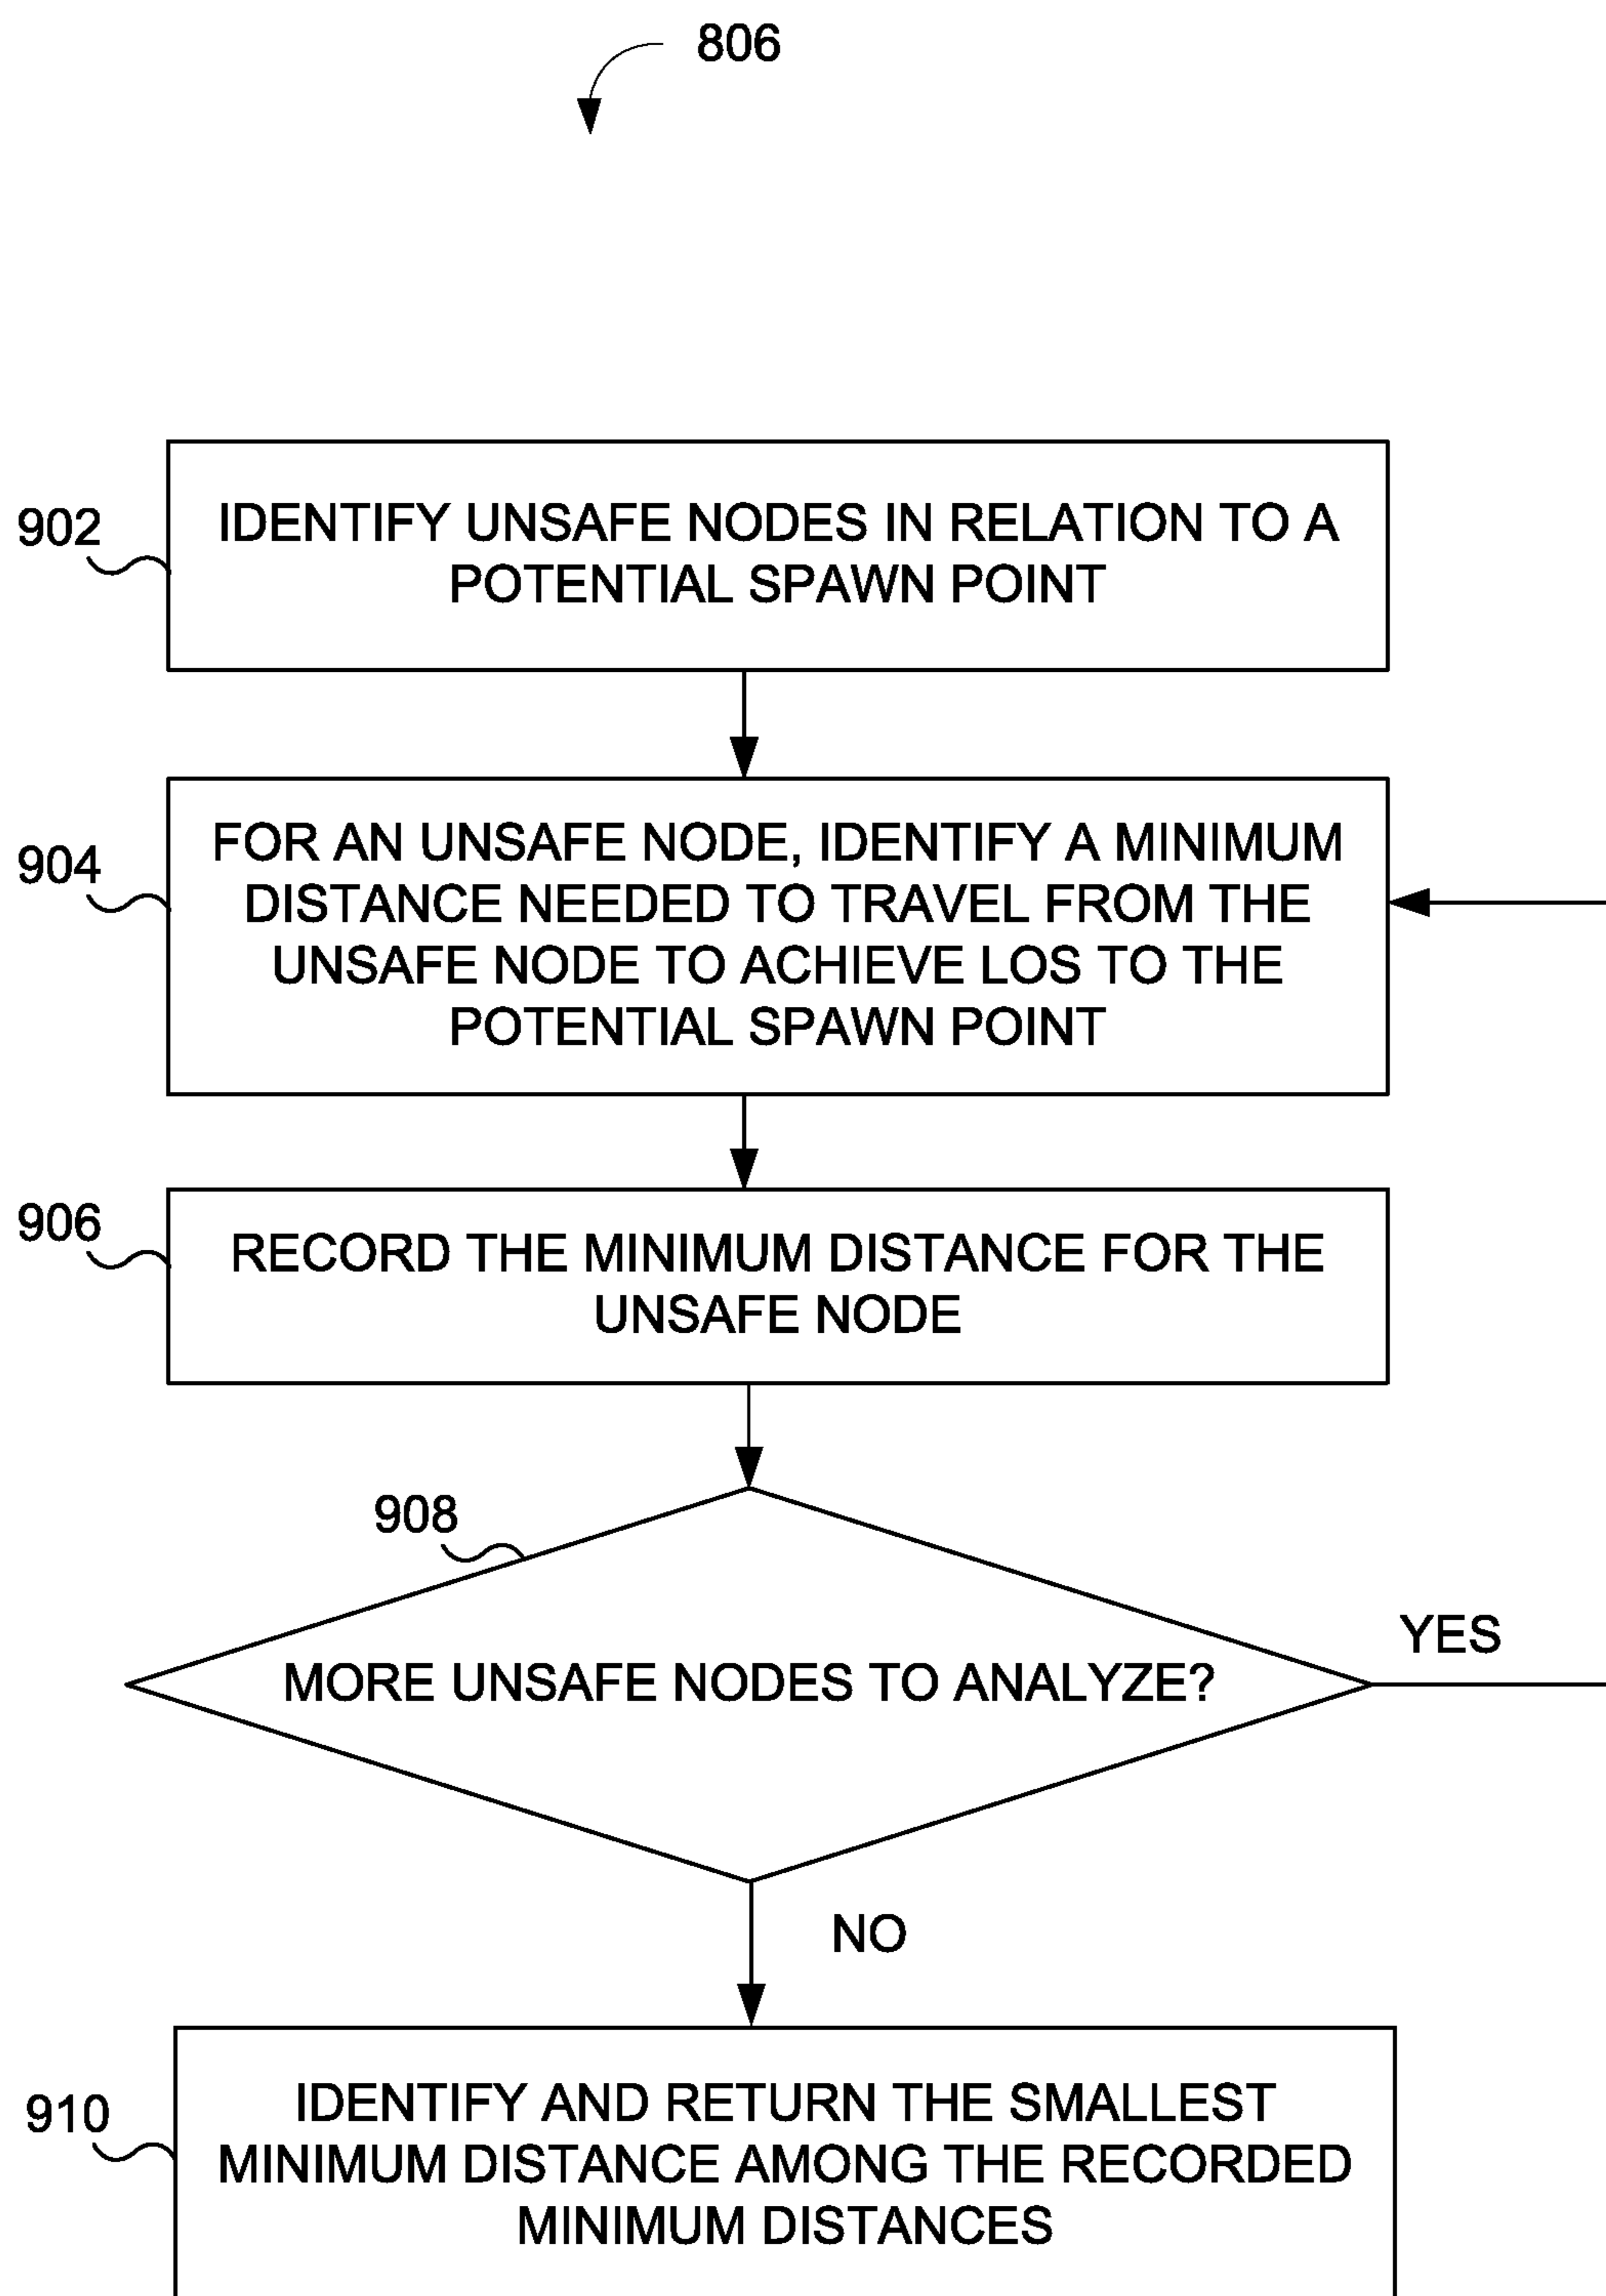 806
902
IDENTIFY UNSAFE NODES IN RELATION TO A
POTENTIAL SPAWN POINT
904
FOR AN UNSAFE NODE, IDENTIFY A MINIMUM
DISTANCE NEEDED TO TRAVEL FROM THE
UNSAFE NODE TO ACHIEVE LOS TO THE
POTENTIAL SPAWN POINT
906
RECORD THE MINIMUM DISTANCE FOR THE
UNSAFE NODE
908
MORE UNSAFE NODES TO ANALYZE?
YES
NO
910
IDENTIFY AND RETURN THE SMALLEST
MINIMUM DISTANCE AMONG THE RECORDED
MINIMUM DISTANCES